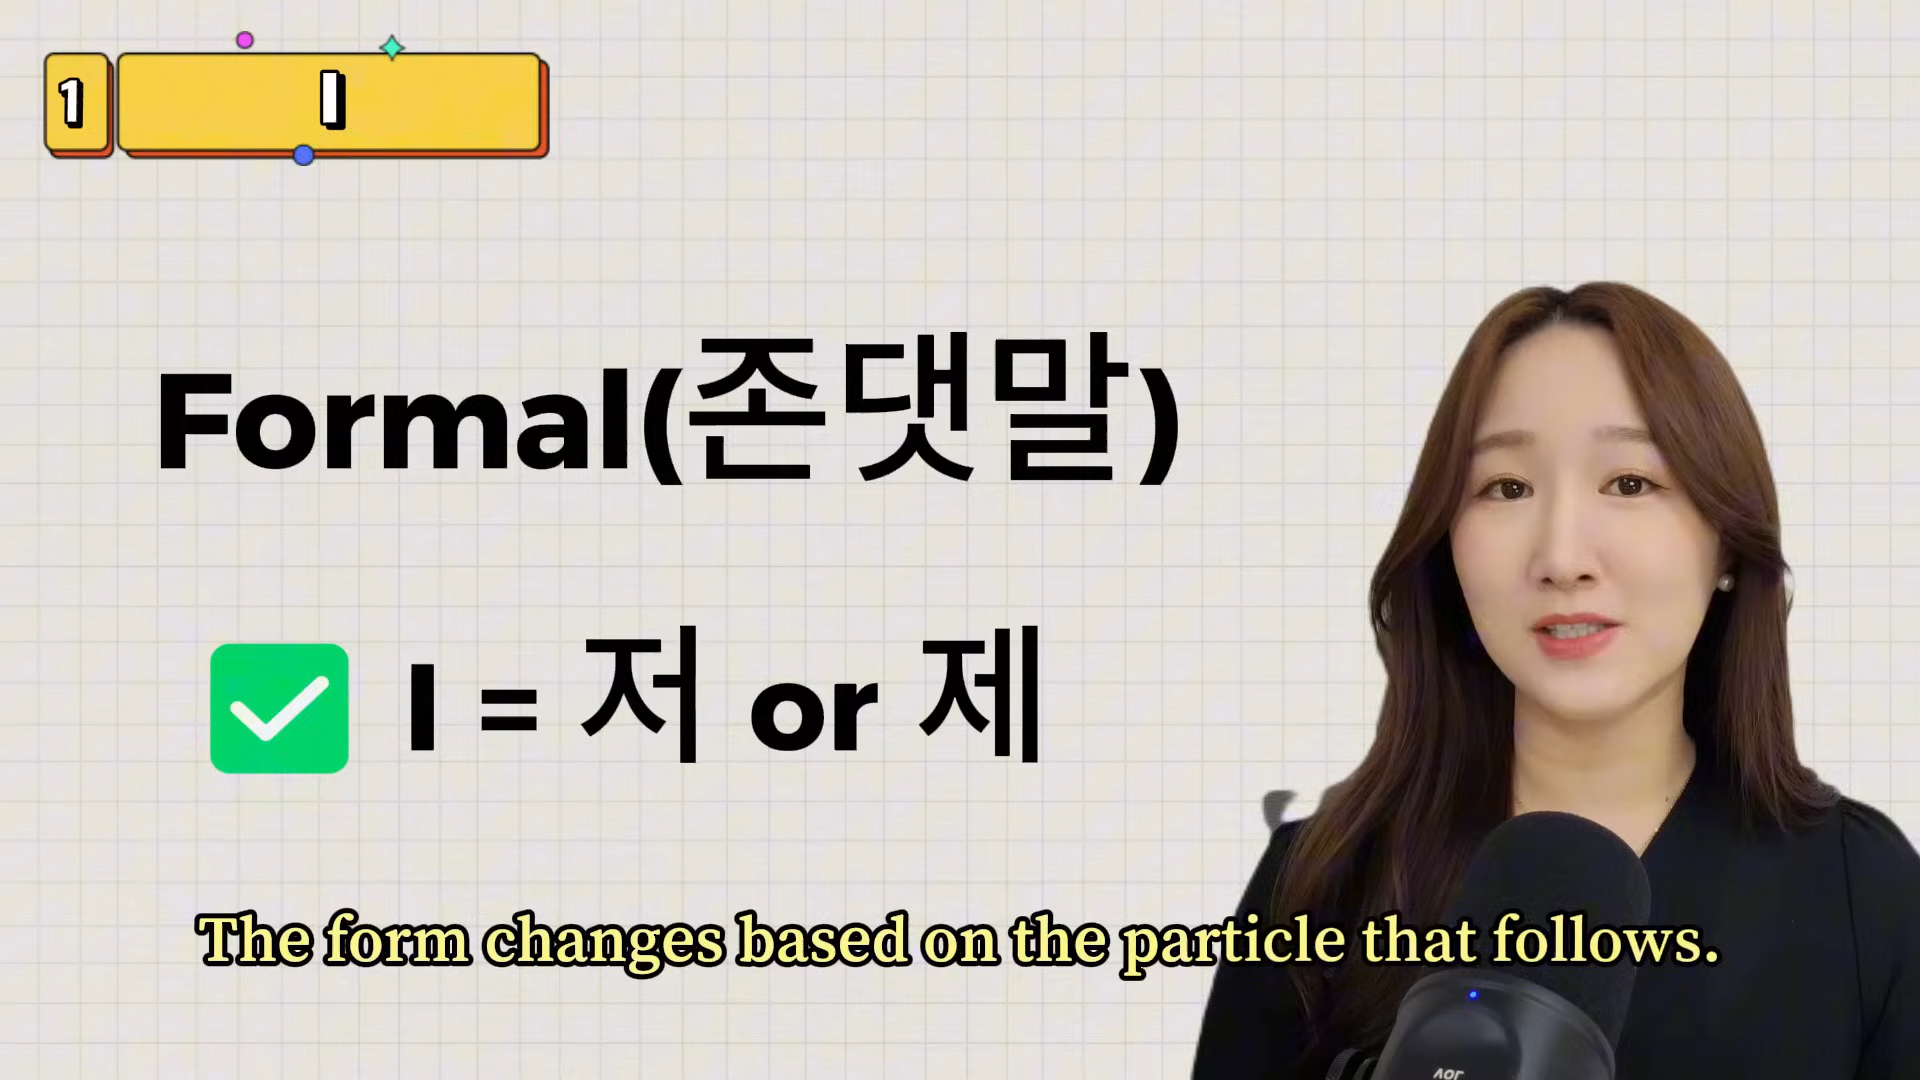 1 I
Formal(존댓말)
I = 저 or 제
The form changes based on the particle that follows.